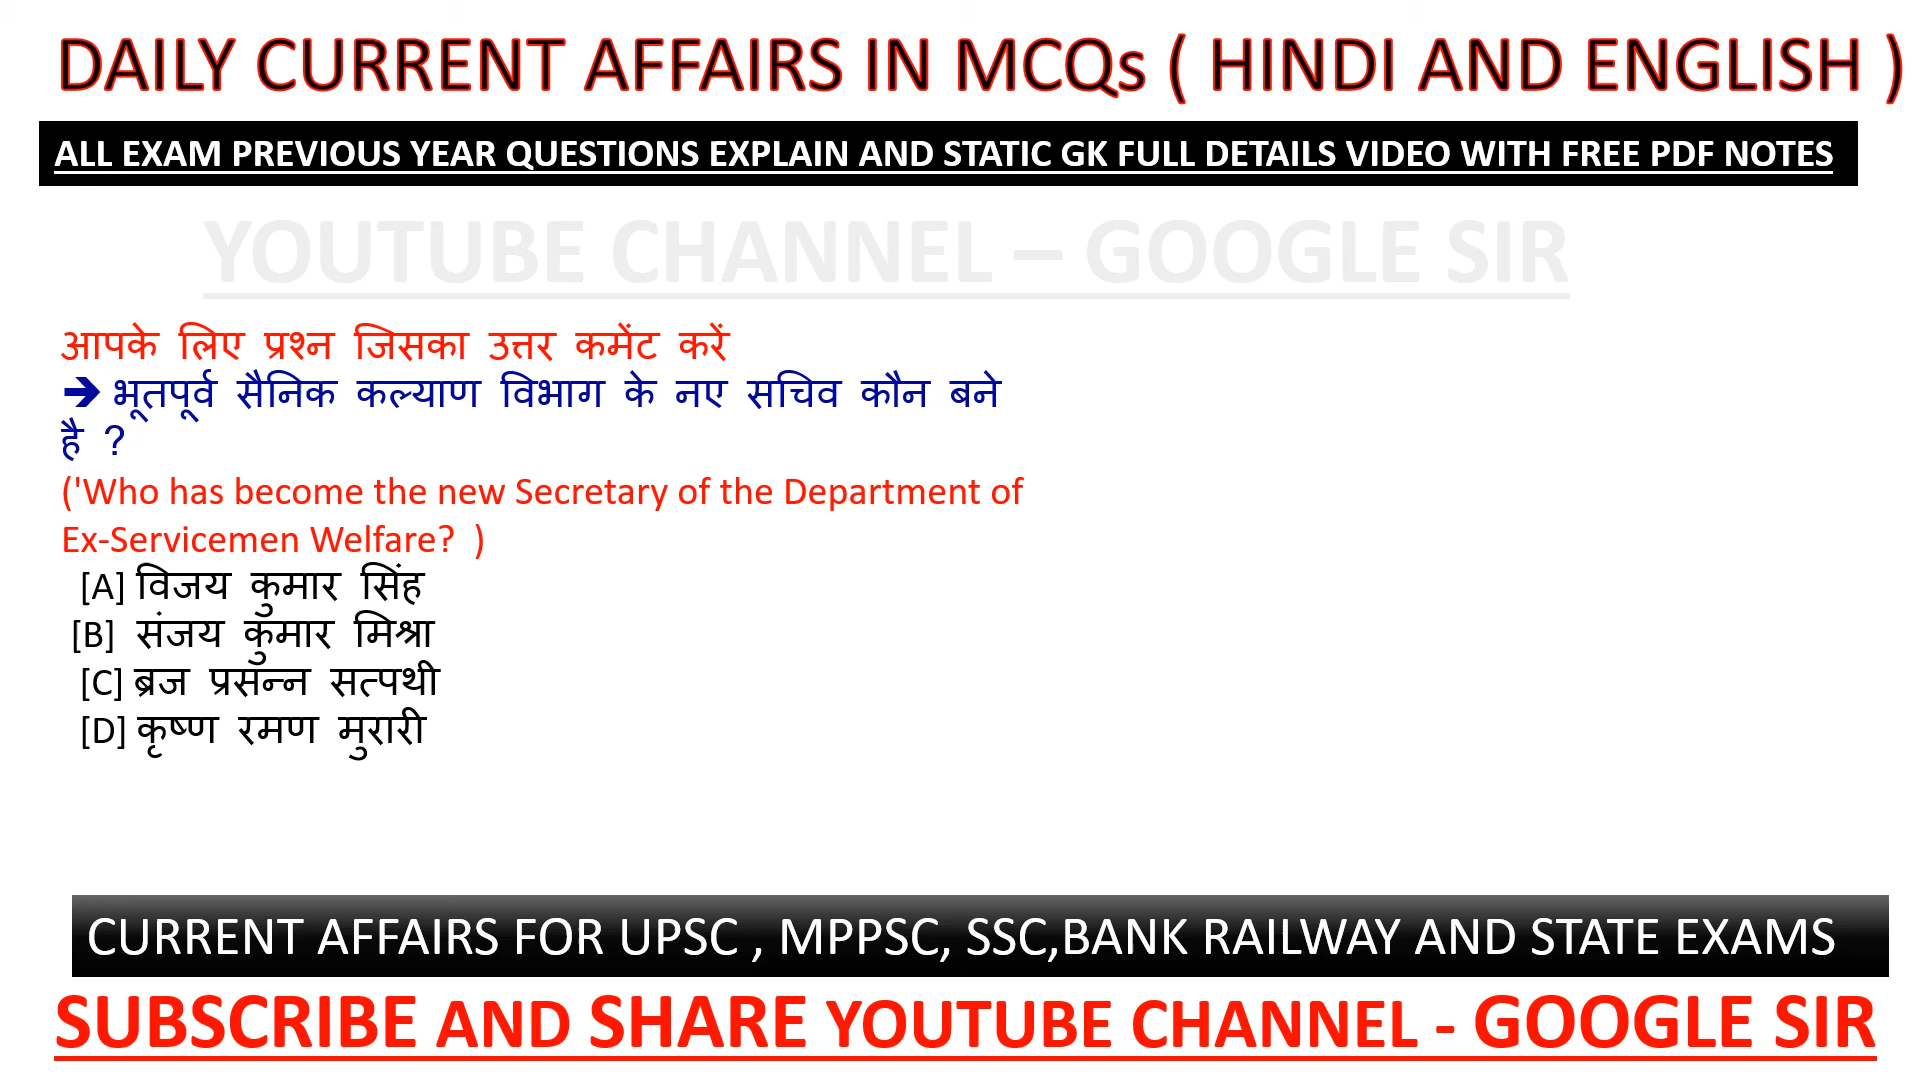 DAILY CURRENT AFFAIRS IN MCQs ( HINDI AND ENGLISH )
ALL EXAM PREVIOUS YEAR QUESTIONS EXPLAIN AND STATIC GK FULL DETAILS VIDEO WITH FREE PDF NOTES
YOUTUBE CHANNEL – GOOGLE SIR
आपके लिए प्रश्न जिसका उत्तर कमेंट करें
➔ भूतपूर्व सैनिक कल्याण विभाग के नए सचिव कौन बने
है ?
('Who has become the new Secretary of the Department of
Ex-Servicemen Welfare? )
[A] विजय कुमार सिंह
[B] संजय कुमार मिश्रा
[C] ब्रज प्रसन्न सत्पथी
[D] कृष्ण रमण मुरारी
CURRENT AFFAIRS FOR UPSC , MPPSC, SSC,BANK RAILWAY AND STATE EXAMS
SUBSCRIBE AND SHARE YOUTUBE CHANNEL - GOOGLE SIR